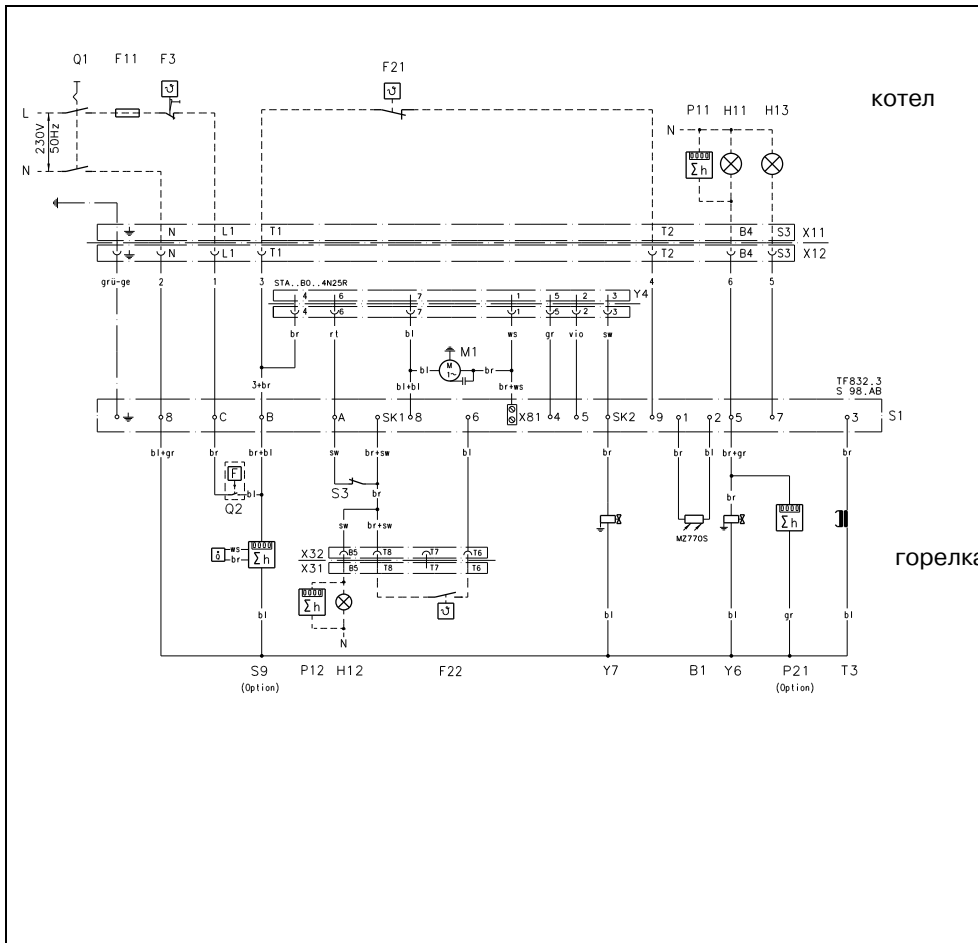 Q1 F11 F3 F21
котел
P11 H11 H13
L
230V
50Hz
N
N
Σh
N L1 T1 T2 B4 S3 X11
N L1 T1 T2 B4 S3 X12
grü-ge 2 1 3 4 6 5
STA..BO..4N25R
4 6 7 1 5 2 3 Y4
4 6 7 1 5 2 3
br rt bl ws gr vio sw
M1
bl M 1~ br
3+br bl+bl br+ws
TF832.3
S 98.AB
8 C B A SK1 8 6 X81 4 5 SK2 9 1 2 5 7 3 S1
bl+gr br br+bl sw br+sw bl br br bl br+gr br
F
S3
br br
Q2 bl
sw br+sw
MZ770S
Σh
ws
br
Σh
X32 B5 T8 T7 T6
X31 B5 T8 T7 T6
горелка
Σh
bl bl bl gr bl
N
S9 P12 H12 F22 Y7 B1 Y6 P21 T3
(Option) (Option)